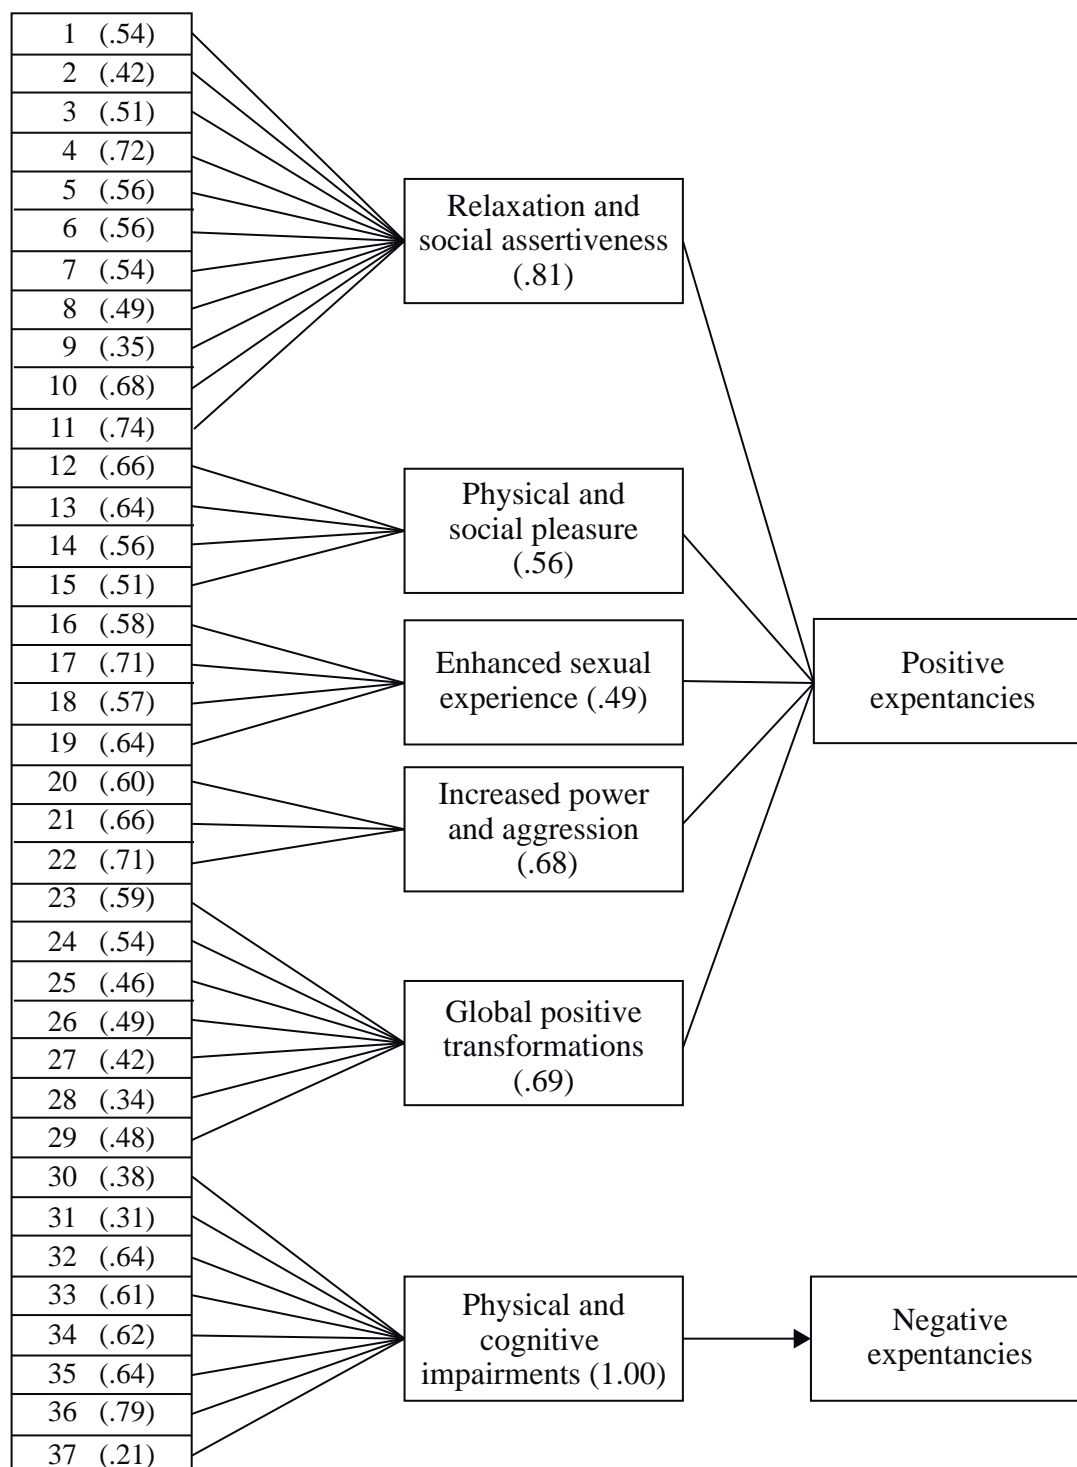 1 (.54)
2 (.42)
3 (.51)
4 (.72)
5 (.56)
6 (.56)
7 (.54)
8 (.49)
9 (.35)
10 (.68)
11 (.74)
12 (.66)
13 (.64)
14 (.56)
15 (.51)
16 (.58)
17 (.71)
18 (.57)
19 (.64)
20 (.60)
21 (.66)
22 (.71)
23 (.59)
24 (.54)
25 (.46)
26 (.49)
27 (.42)
28 (.34)
29 (.48)
30 (.38)
31 (.31)
32 (.64)
33 (.61)
34 (.62)
35 (.64)
36 (.79)
37 (.21)
Relaxation and
social assertiveness
(.81)
Physical and
social pleasure
(.56)
Enhanced sexual
experience (.49)
Increased power
and aggression
(.68)
Global positive
transformations
(.69)
Physical and
cognitive
impairments (1.00)
Positive
expentancies
Negative
expentancies